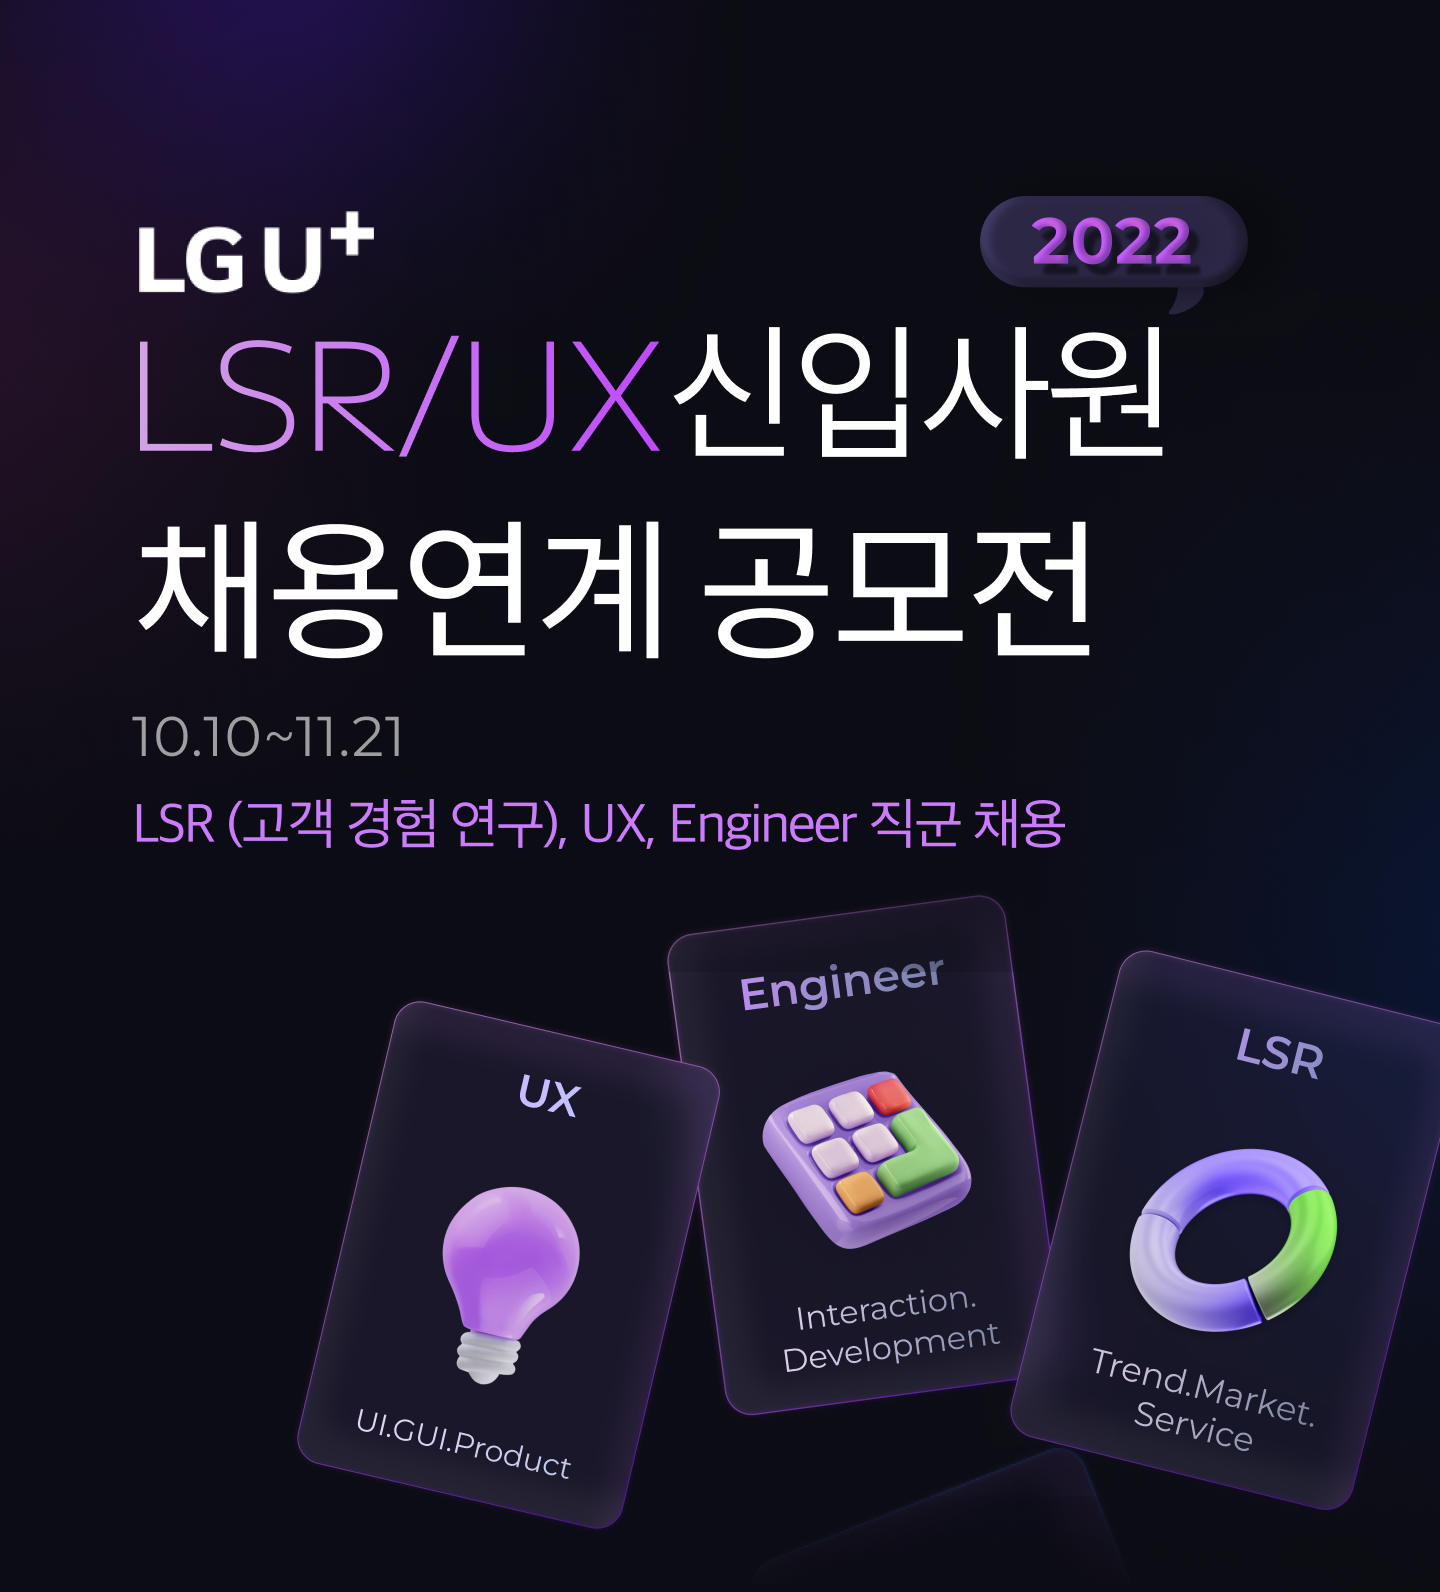 LG U+
2022
LSR/UX 신입사원
채용연계 공모전
10.10~11.21
LSR (고객 경험 연구), UX, Engineer 직군 채용
Engineer
Interaction.
Development
UX
UI.GUI.Product
LSR
Trend.Market.
Service